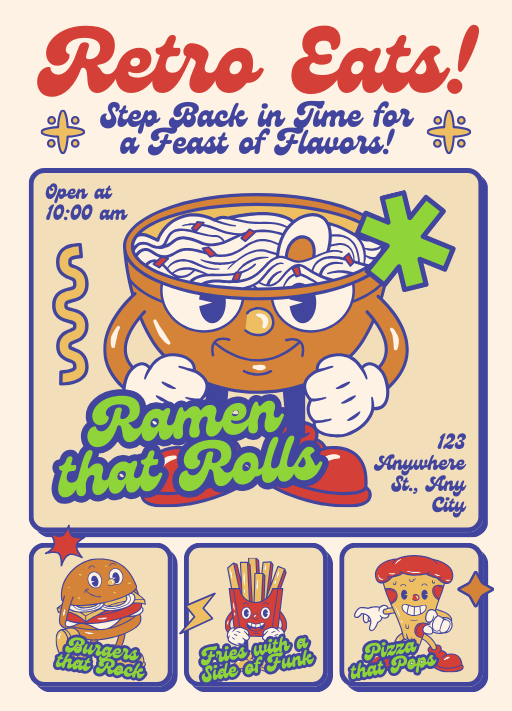 Retro Eats!
Step Back in Time for
a Feast of Flavors!
Open at
10:00 am
Ramen
that Rolls
123
Anywhere
St., Any
City
Burgers
that Rock
Fries with a
Side of Funk
Pizza
that Pops